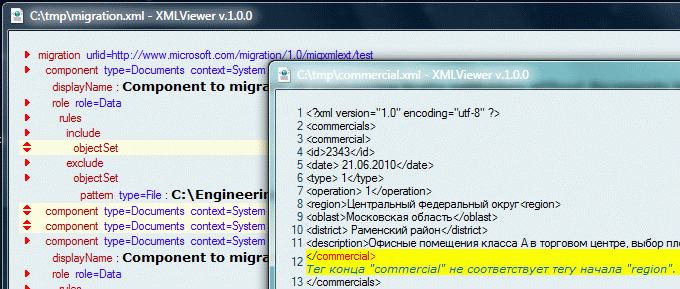 C:\tmp\migration.xml - XMLViewer v.1.0.0
migration urlid=http://www.microsoft.com/migration/1.0/migxmlext/test
component type=Documents context=System
displayName : Component to migra
role role=Data
rules
include
objectSet
exclude
objectSet
pattern type=File : C:\Engineerin
component type=Documents context=System
component type=Documents context=System
component type=Documents context=System
displayName : Component to migra
role role=Data
rules
C:\tmp\commercial.xml - XMLViewer v.1.0.0
1 <?xml version="1.0" encoding="utf-8" ?>
2 <commercials>
3 <commercial>
4 <id>2343</id>
5 <date> 21.06.2010</date>
6 <type> 1</type>
7 <operation> 1</operation>
8 <region>Центральный федеральный округ<region>
9 <oblast>Московская область</oblast>
10 <district> Раменский район</district>
11 <description>Офисные помещения класса А в торговом центре, выбор пло
12 </commercial>
Тег конца "commercial" не соответствует тегу начала "region".
13 </commercials>